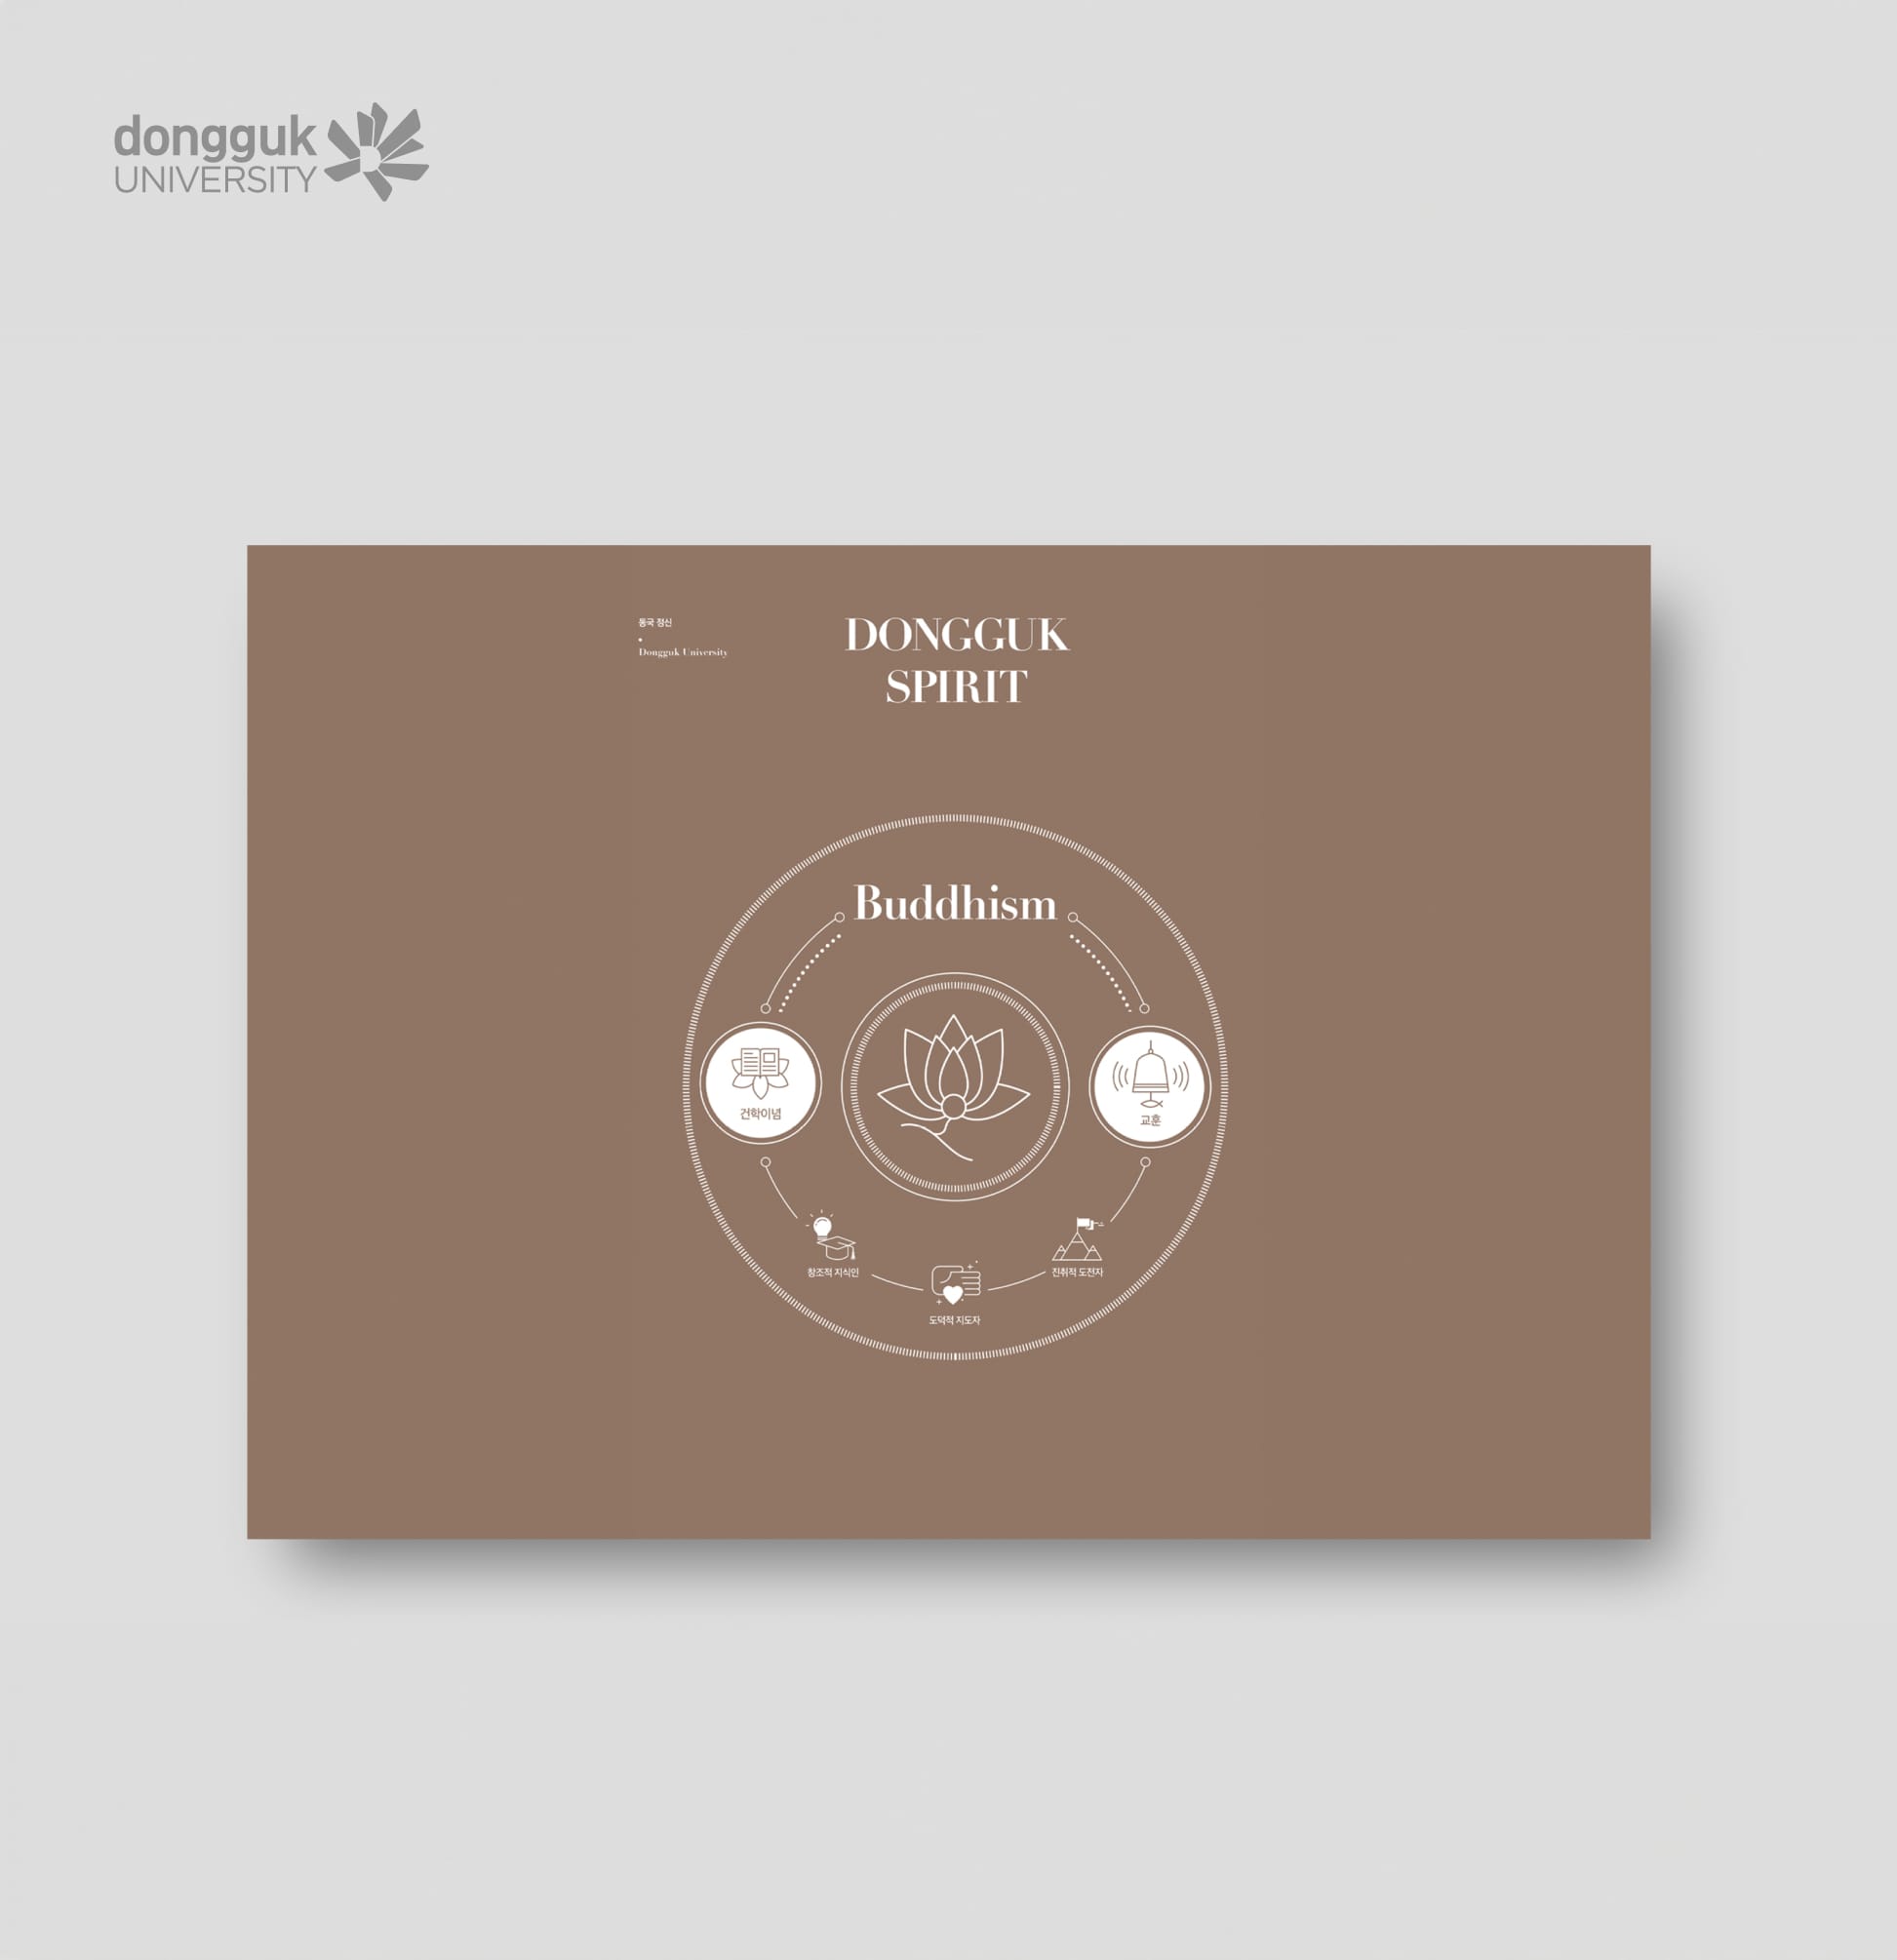 dongguk
UNIVERSITY
동국 정신
Dongguk University
DONGGUK
SPIRIT
Buddhism
건학이념
교훈
창조적 지식인
진취적 도전자
도덕적 지도자